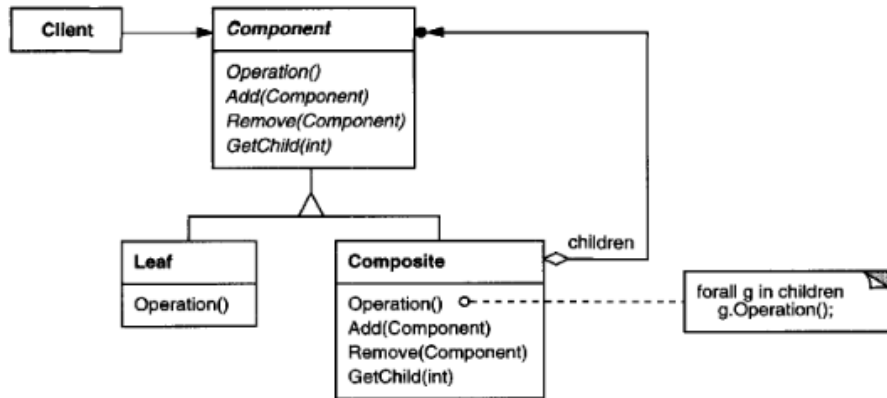 Client
Component
Operation()
Add(Component)
Remove(Component)
GetChild(int)
Leaf
Operation()
Composite
Operation()
Add(Component)
Remove(Component)
GetChild(int)
children
forall g in children
g.Operation();